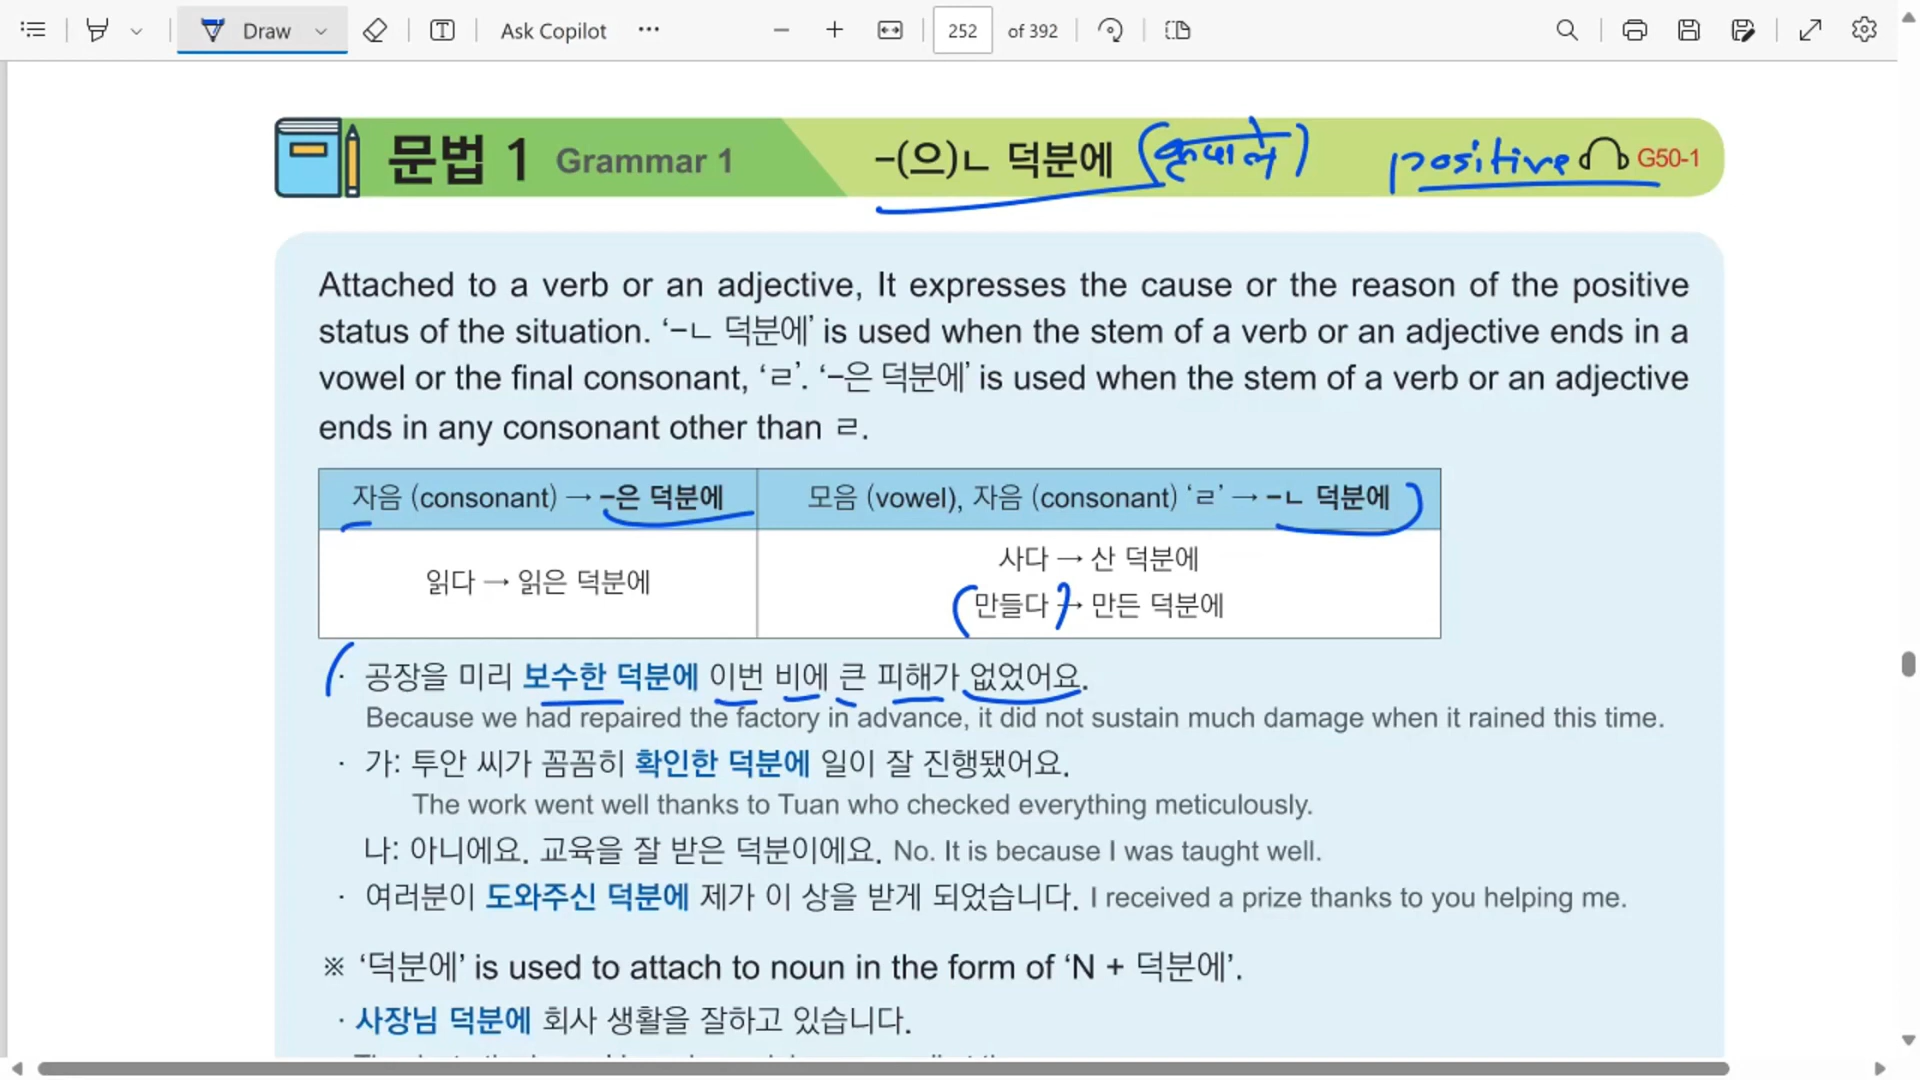 Draw
Ask Copilot
252 of 392
문법 1 Grammar 1 -(으)ㄴ 덕분에 positive G50-1
Attached to a verb or an adjective, It expresses the cause or the reason of the positive
status of the situation. ‘-ㄴ 덕분에’ is used when the stem of a verb or an adjective ends in a
vowel or the final consonant, ‘ㄹ’. ‘-은 덕분에’ is used when the stem of a verb or an adjective
ends in any consonant other than ㄹ.
자음 (consonant) → -은 덕분에
모음 (vowel), 자음 (consonant) ‘ㄹ’ → -ㄴ 덕분에
읽다 → 읽은 덕분에
사다 → 산 덕분에
만들다 → 만든 덕분에
· 공장을 미리 보수한 덕분에 이번 비에 큰 피해가 없었어요.
Because we had repaired the factory in advance, it did not sustain much damage when it rained this time.
· 가: 투안 씨가 꼼꼼히 확인한 덕분에 일이 잘 진행됐어요.
The work went well thanks to Tuan who checked everything meticulously.
나: 아니에요. 교육을 잘 받은 덕분이에요. No. It is because I was taught well.
· 여러분이 도와주신 덕분에 제가 이 상을 받게 되었습니다. I received a prize thanks to you helping me.
※ ‘덕분에’ is used to attach to noun in the form of ‘N + 덕분에’.
· 사장님 덕분에 회사 생활을 잘하고 있습니다.